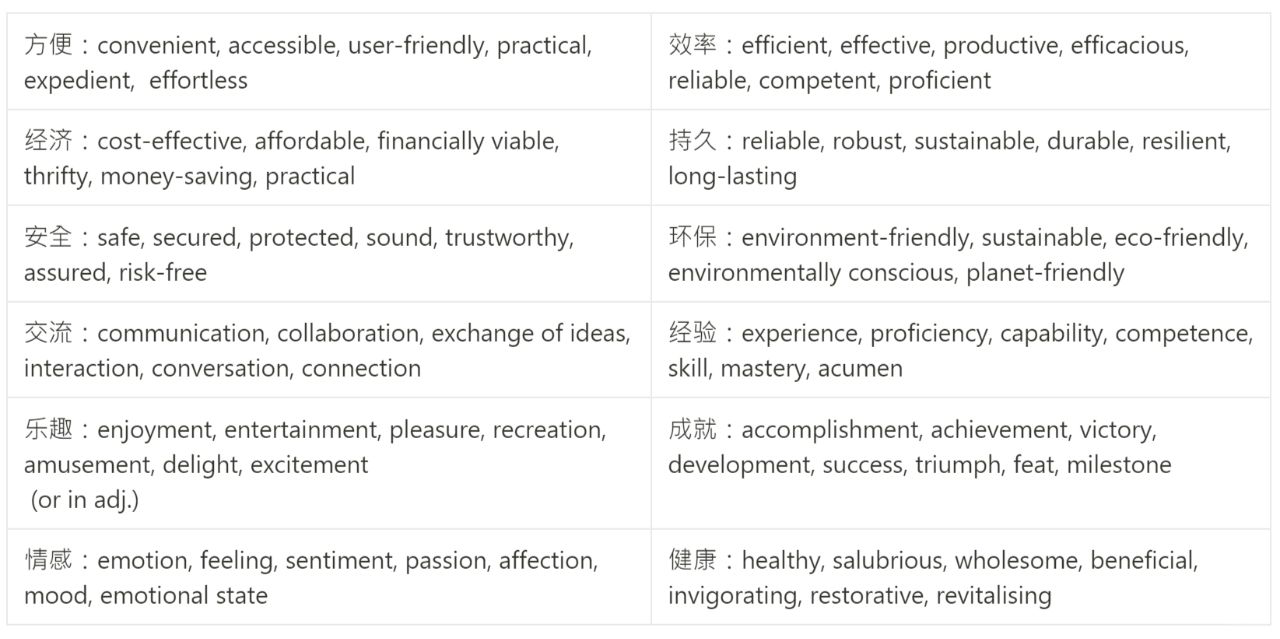 方便：convenient, accessible, user-friendly, practical,
expedient,  effortless
效率：efficient, effective, productive, efficacious,
reliable, competent, proficient
经济：cost-effective, affordable, financially viable,
thrifty, money-saving, practical
持久：reliable, robust, sustainable, durable, resilient,
long-lasting
安全：safe, secured, protected, sound, trustworthy,
assured, risk-free
环保：environment-friendly, sustainable, eco-friendly,
environmentally conscious, planet-friendly
交流：communication, collaboration, exchange of ideas,
interaction, conversation, connection
经验：experience, proficiency, capability, competence,
skill, mastery, acumen
乐趣：enjoyment, entertainment, pleasure, recreation,
amusement, delight, excitement
(or in adj.)
成就：accomplishment, achievement, victory,
development, success, triumph, feat, milestone
情感：emotion, feeling, sentiment, passion, affection,
mood, emotional state
健康：healthy, salubrious, wholesome, beneficial,
invigorating, restorative, revitalising